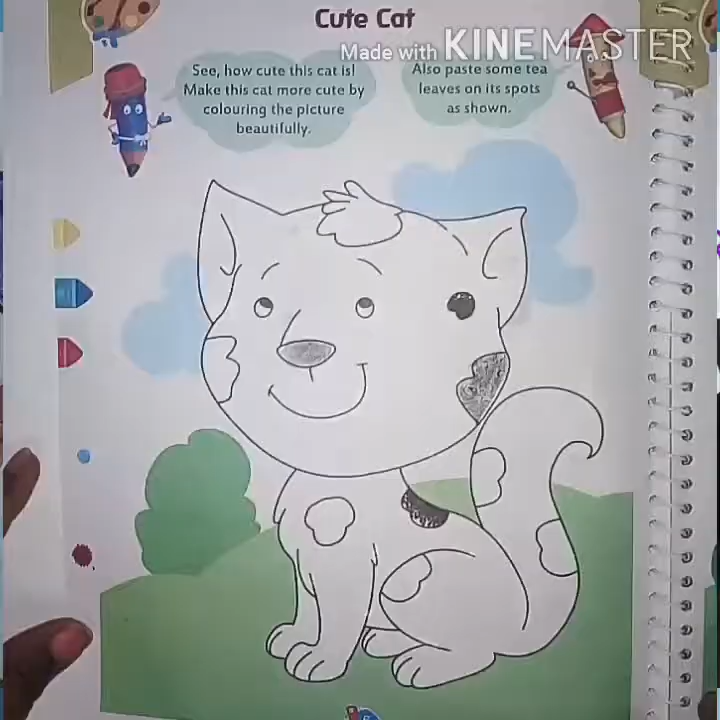 Cute Cat
Made with KINEMASTER
See, how cute this cat is!
Make this cat more cute by
colouring the picture
beautifully.
Also paste some tea
leaves on its spots
as shown.